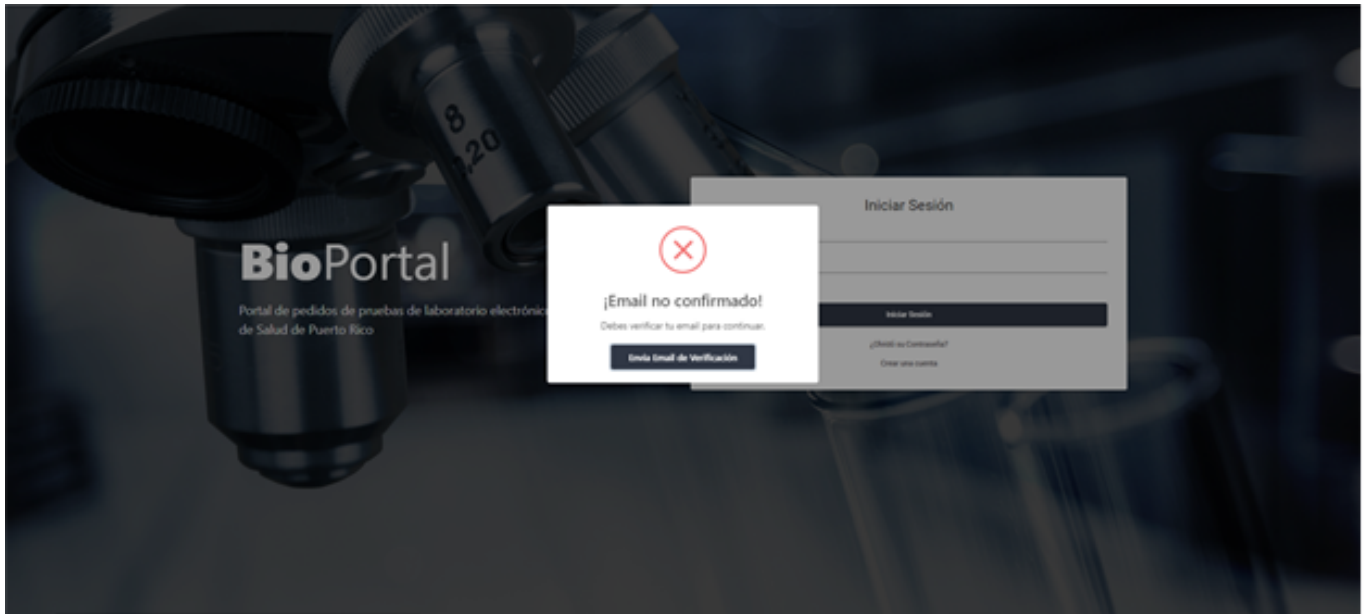 8
0,20
BioPortal
Portal de pedidos de pruebas de laboratorio electrónic
de Salud de Puerto Rico
Iniciar Sesión
¡Email no confirmado!
Debes verificar tu email para continuar.
Envía Email de Verificación
Iniciar Sesión
¿Olvidó su Contraseña?
Crear una cuenta